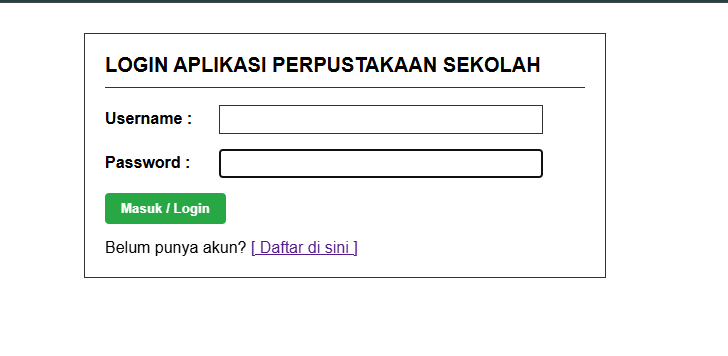 LOGIN APLIKASI PERPUSTAKAAN SEKOLAH
Username :
Password :
Masuk / Login
Belum punya akun? [ Daftar di sini ]